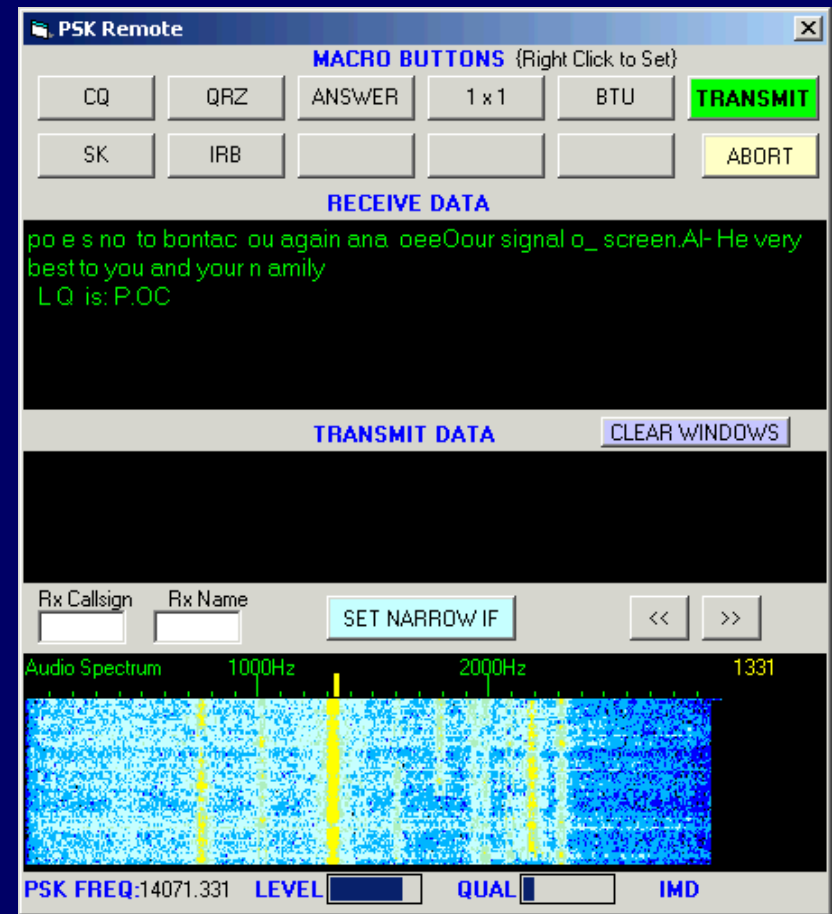 PSK Remote
MACRO BUTTONS {Right Click to Set}
CQ QRZ ANSWER 1 x 1 BTU TRANSMIT
SK IRB ABORT
RECEIVE DATA
po e s no  to bontac  ou again ana  oeeOour signal o_ screen.Al- He very
best to you and your n amily
L Q  is: P.OC
TRANSMIT DATA CLEAR WINDOWS
Rx Callsign Rx Name
SET NARROW IF << >>
Audio Spectrum 1000Hz 2000Hz 1331
PSK FREQ:14071.331 LEVEL QUAL IMD